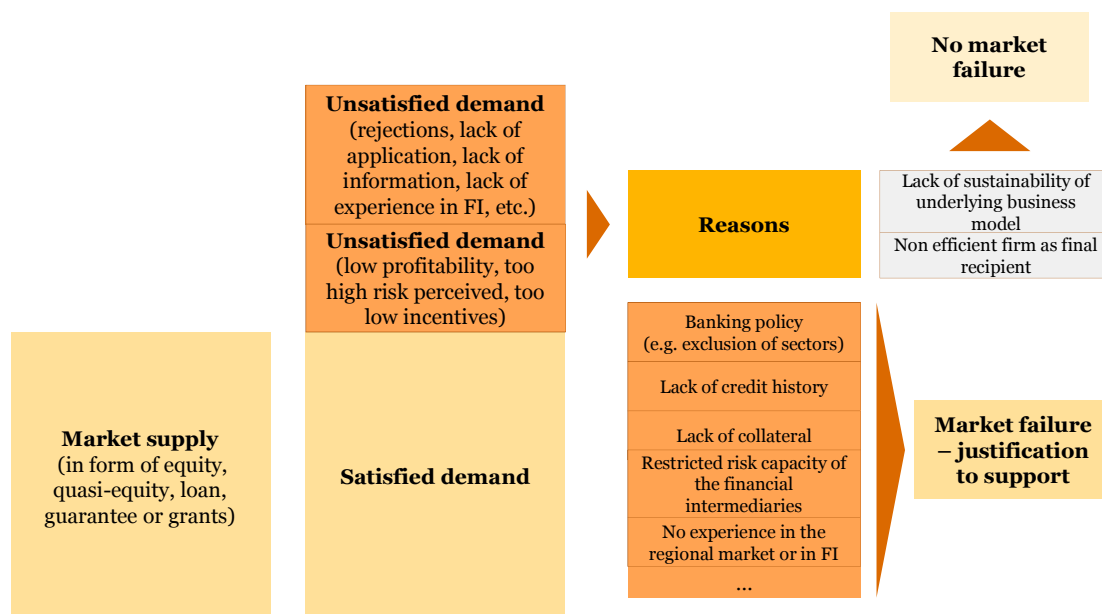 No market
failure
Unsatisfied demand
(rejections, lack of
application, lack of
information, lack of
experience in FI, etc.)
Unsatisfied demand
(low profitability, too
high risk perceived, too
low incentives)
Reasons
Lack of sustainability of
underlying business
model
Non efficient firm as final
recipient
Market supply
(in form of equity,
quasi-equity, loan,
guarantee or grants)
Satisfied demand
Banking policy
(e.g. exclusion of sectors)
Lack of credit history
Lack of collateral
Restricted risk capacity of
the financial
intermediaries
No experience in the
regional market or in FI
...
Market failure
– justification
to support